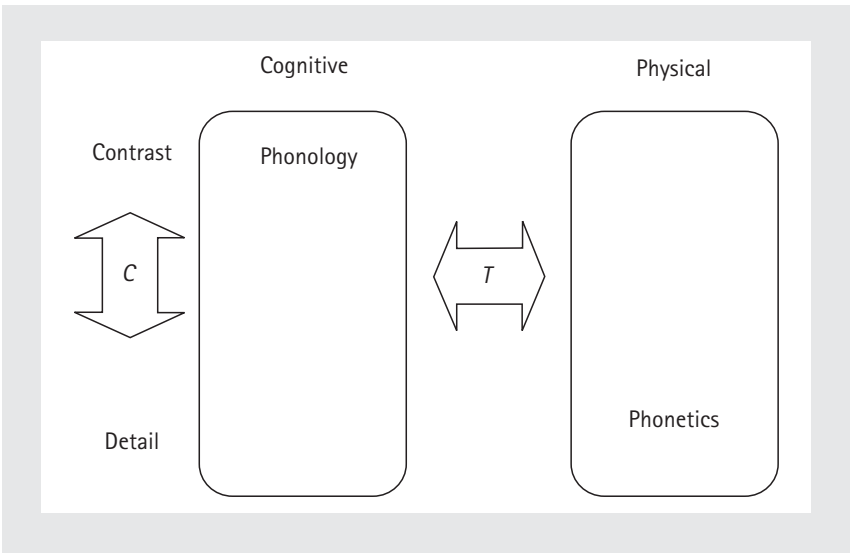 Cognitive
Physical
Contrast
Phonology
C
T
Phonetics
Detail